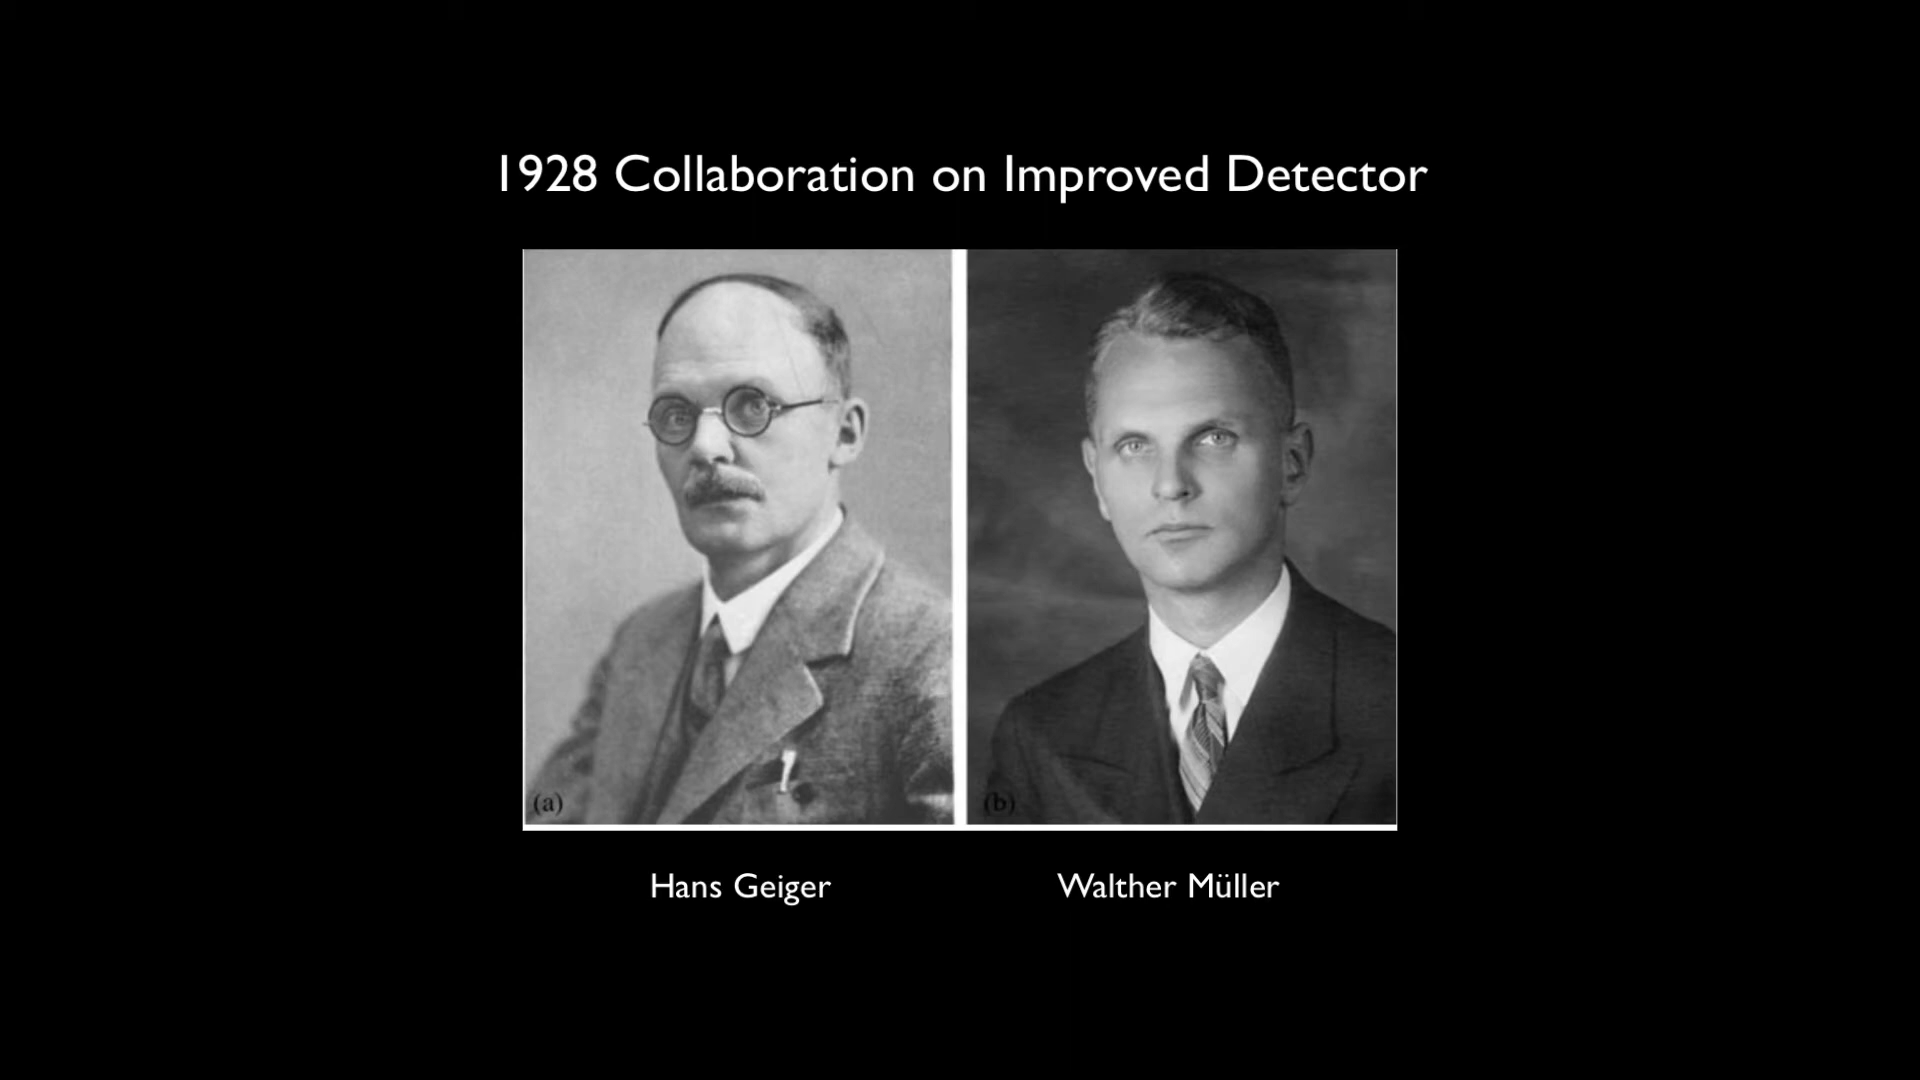 1928 Collaboration on Improved Detector
(a)
(b)
Hans Geiger
Walther Müller